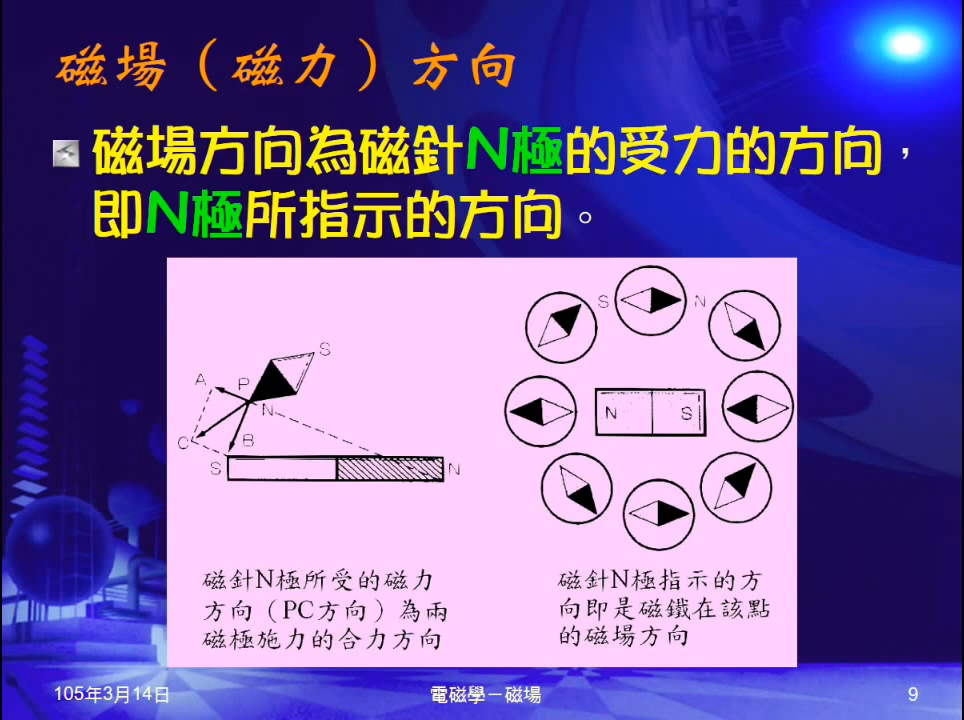 磁場（磁力）方向
磁場方向為磁針N極的受力的方向，
即N極所指示的方向。
S
A
P
N
C
B
S
N
S
N
N
S
磁針N極所受的磁力
方向（PC方向）為兩
磁極施力的合力方向
磁針N極指示的方
向即是磁鐵在該點
的磁場方向
105年3月14日
電磁學－磁場
9